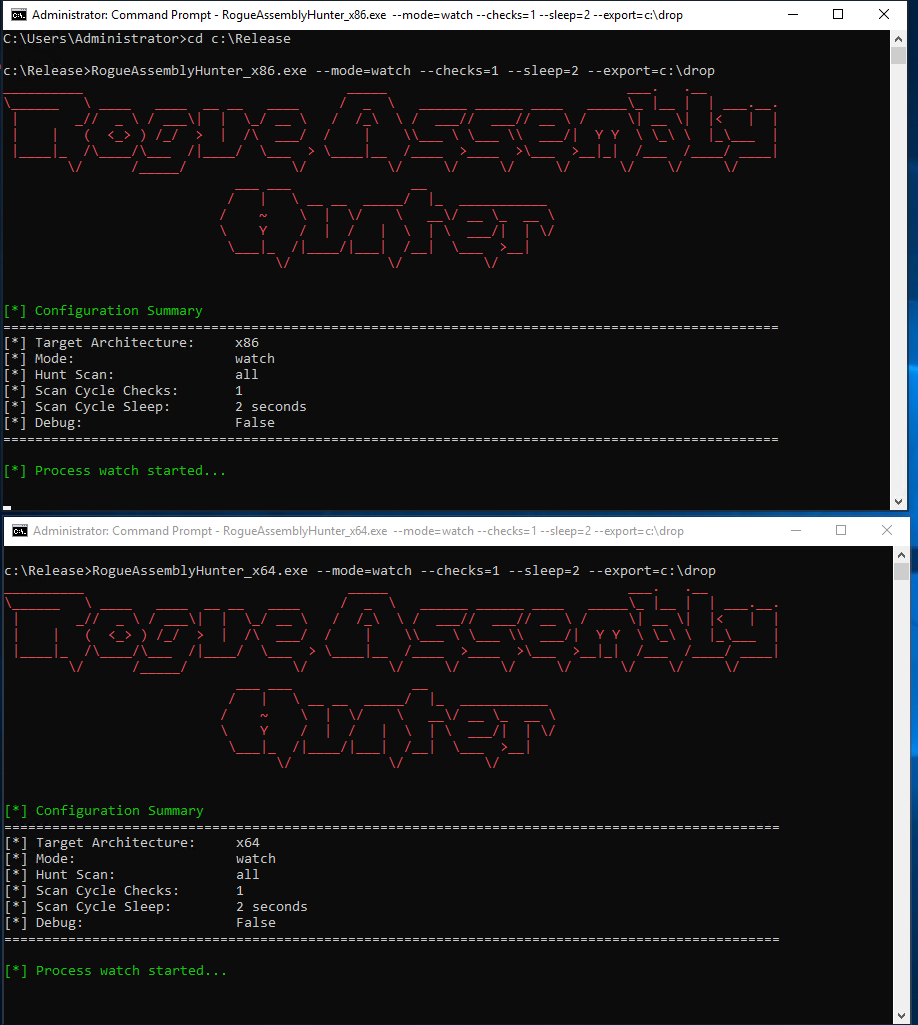 Administrator: Command Prompt - RogueAssemblyHunter_x86.exe  --mode=watch --checks=1 --sleep=2 --export=c:\drop
C:\Users\Administrator>cd c:\Release
c:\Release>RogueAssemblyHunter_x86.exe --mode=watch --checks=1 --sleep=2 --export=c:\drop
Rogue Assembly
Hunter
[*] Configuration Summary
=================================================================================================
[*] Target Architecture:     x86
[*] Mode:                    watch
[*] Hunt Scan:               all
[*] Scan Cycle Checks:       1
[*] Scan Cycle Sleep:        2 seconds
[*] Debug:                   False
=================================================================================================
[*] Process watch started...
Administrator: Command Prompt - RogueAssemblyHunter_x64.exe  --mode=watch --checks=1 --sleep=2 --export=c:\drop
c:\Release>RogueAssemblyHunter_x64.exe --mode=watch --checks=1 --sleep=2 --export=c:\drop
Rogue Assembly
Hunter
[*] Configuration Summary
=================================================================================================
[*] Target Architecture:     x64
[*] Mode:                    watch
[*] Hunt Scan:               all
[*] Scan Cycle Checks:       1
[*] Scan Cycle Sleep:        2 seconds
[*] Debug:                   False
=================================================================================================
[*] Process watch started...